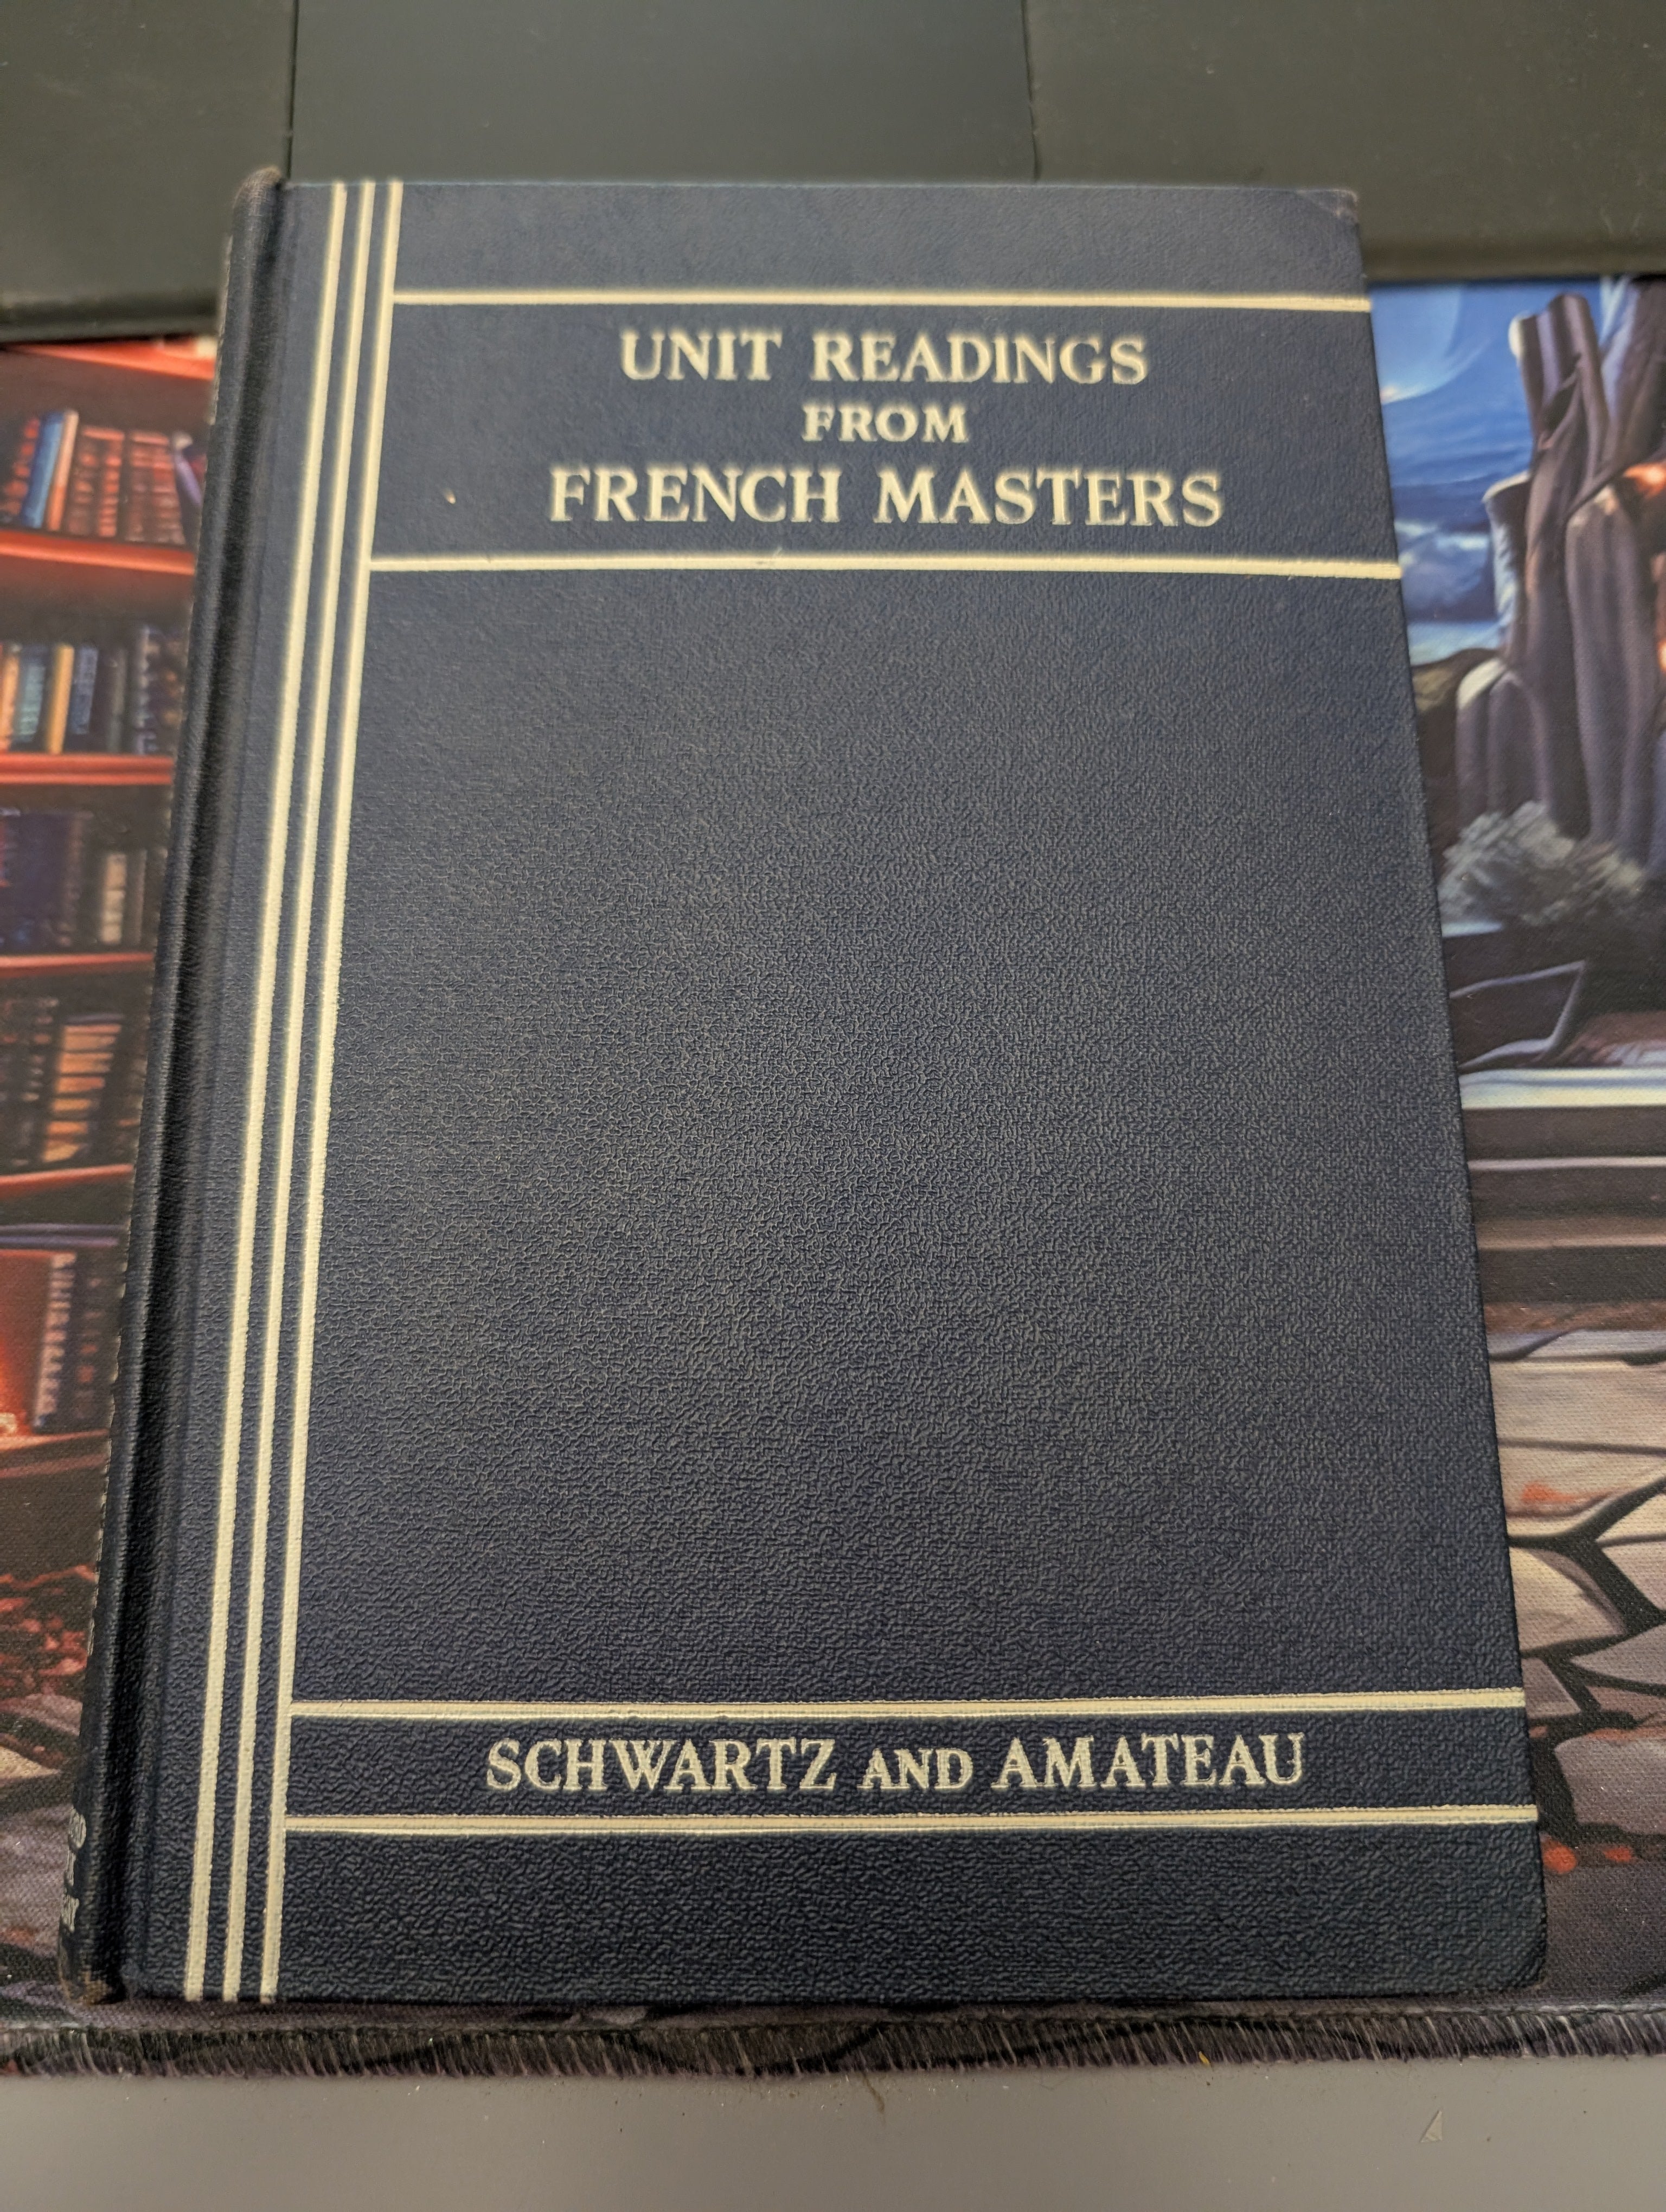 UNIT READINGS
FROM
FRENCH MASTERS
SCHWARTZ AND AMATEAU